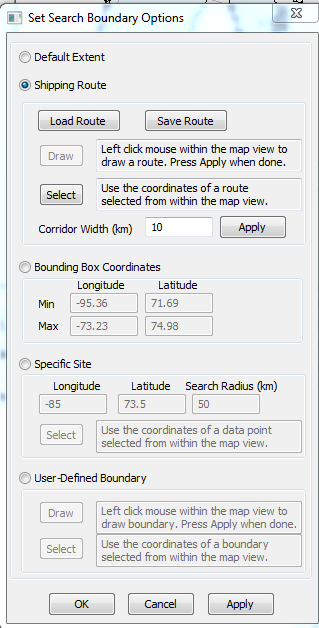 Set Search Boundary Options
Default Extent
Shipping Route
Load Route Save Route
Draw
Left click mouse within the map view to
draw a route. Press Apply when done.
Select
Use the coordinates of a route
selected from within the map view.
Corridor Width (km) 10 Apply
Bounding Box Coordinates
Longitude Latitude
Min -95.36 71.69
Max -73.23 74.98
Specific Site
Longitude Latitude Search Radius (km)
-85 73.5 50
Select
Use the coordinates of a data point
selected from within the map view.
User-Defined Boundary
Draw
Left click mouse within the map view to
draw boundary. Press Apply when done.
Select
Use the coordinates of a boundary
selected from within the map view.
OK Cancel Apply